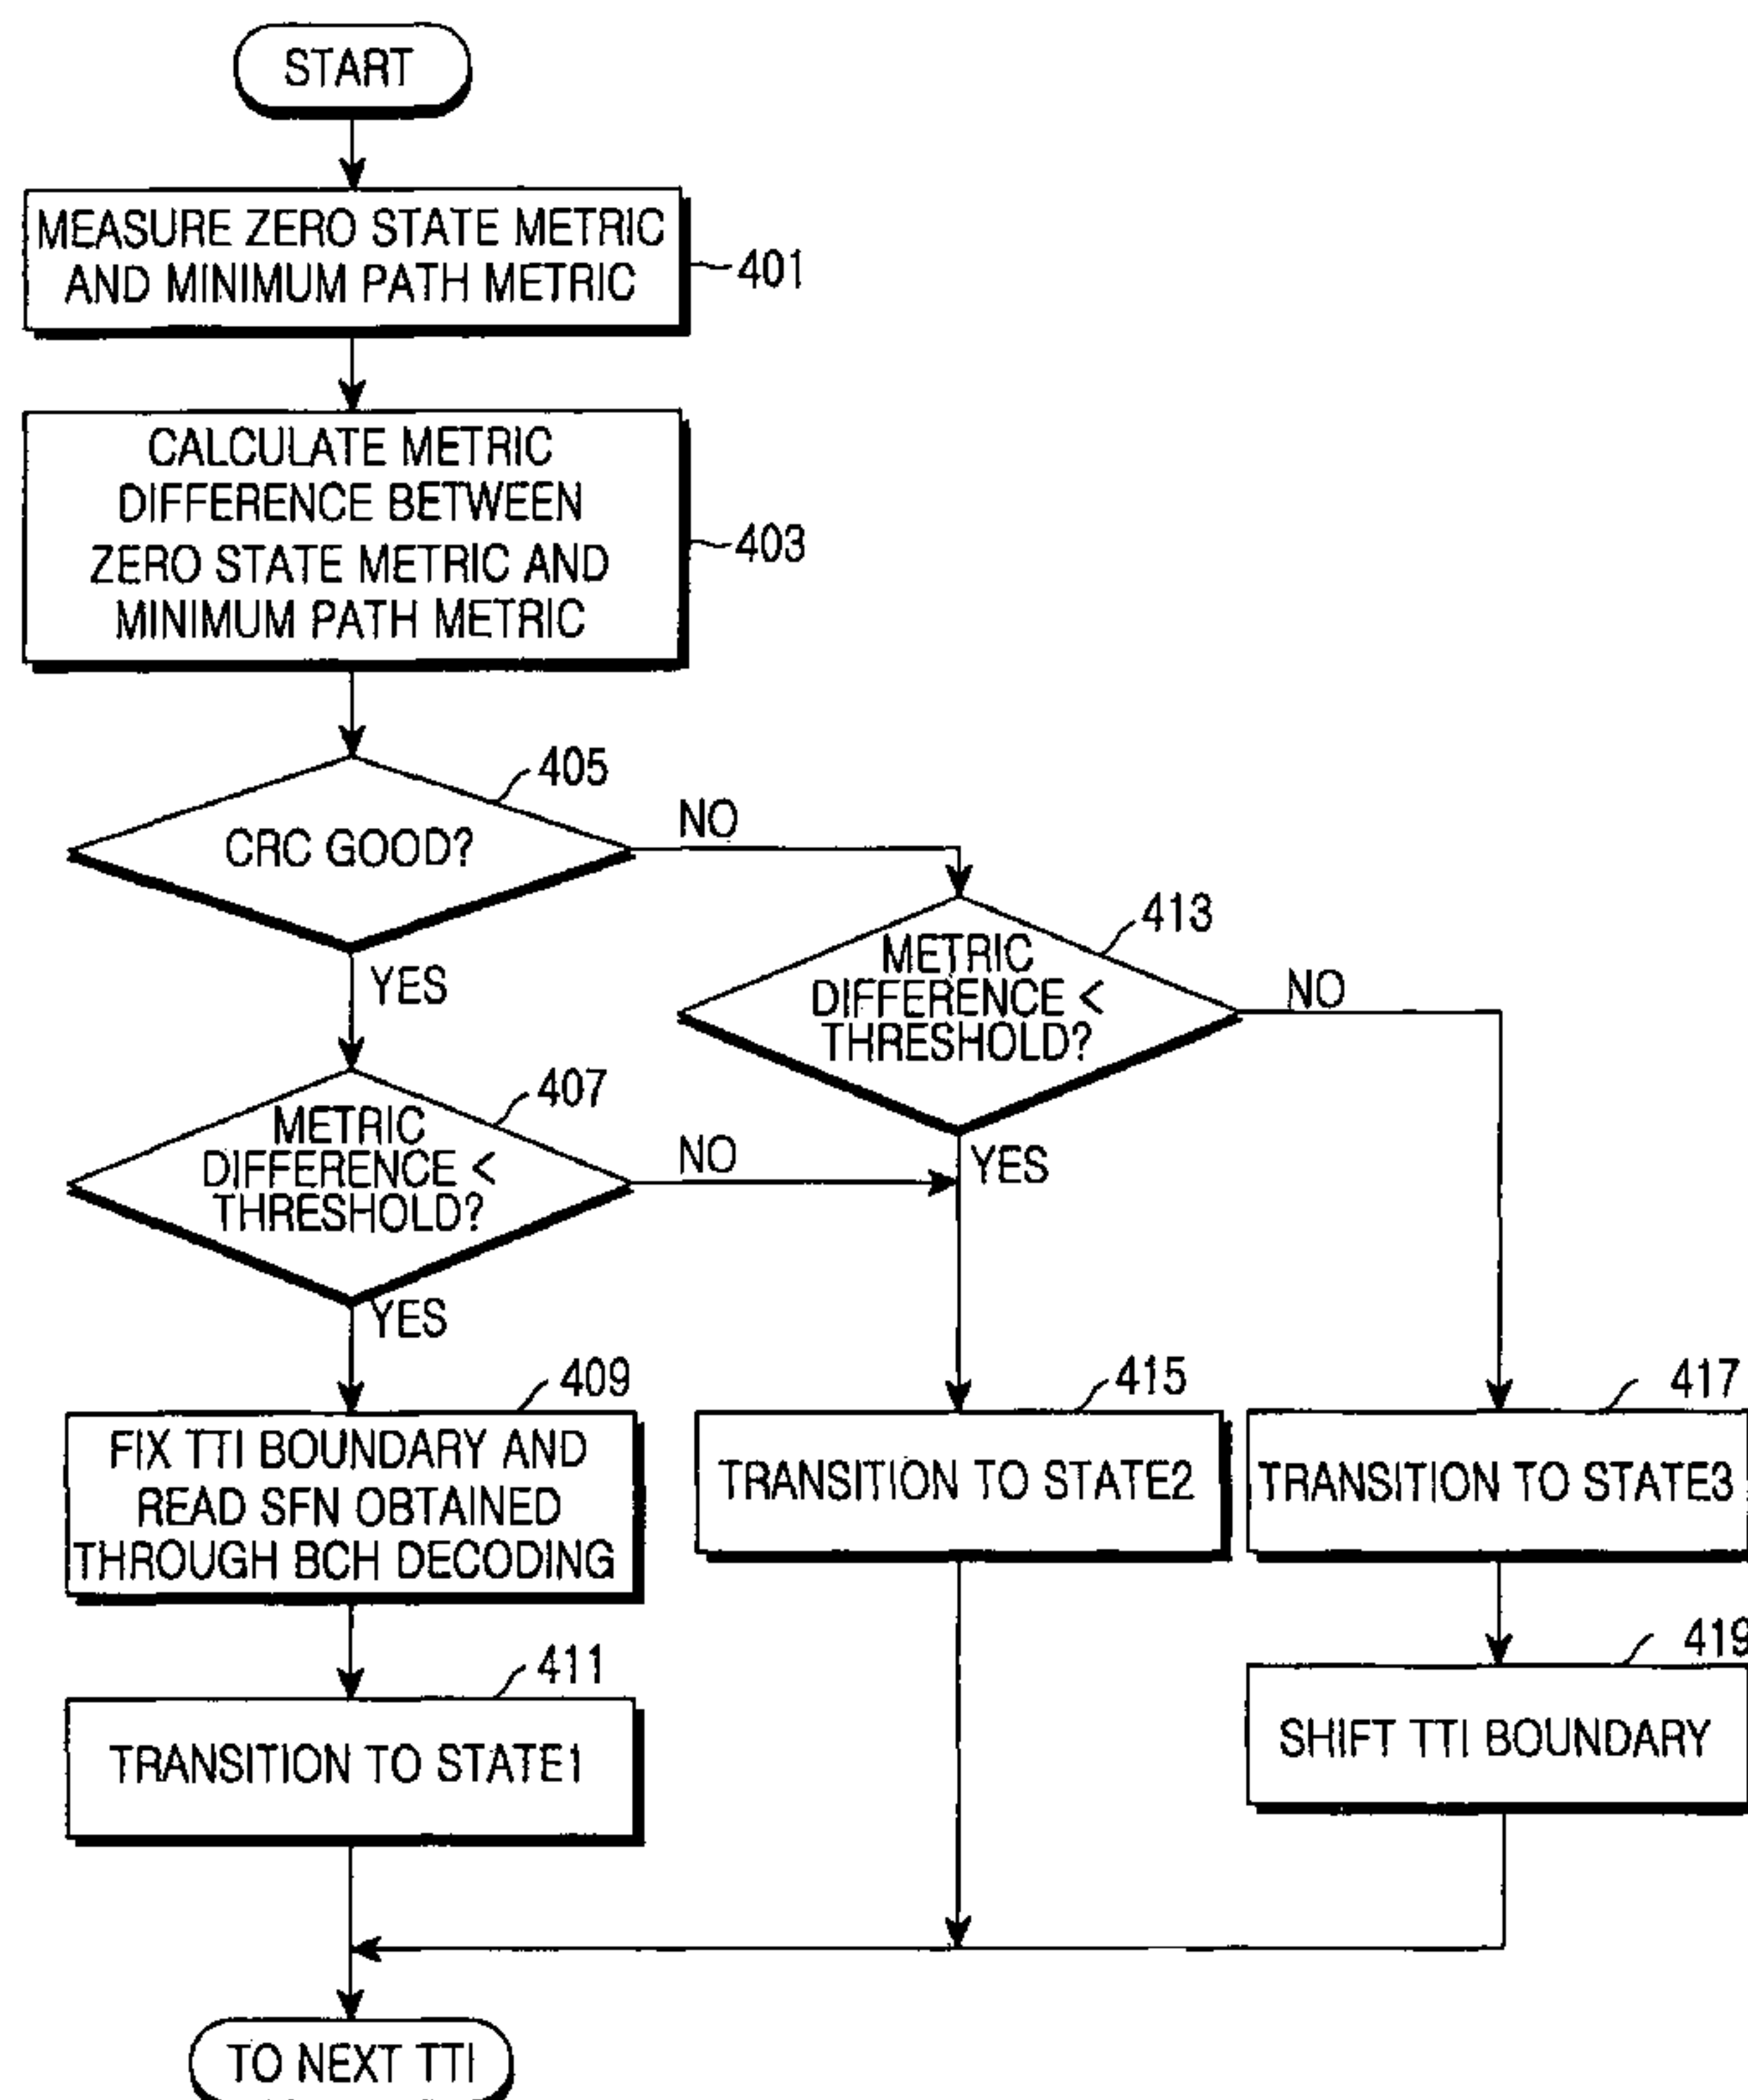 START
MEASURE ZERO STATE METRIC
AND MINIMUM PATH METRIC
401
CALCULATE METRIC
DIFFERENCE BETWEEN
ZERO STATE METRIC AND
MINIMUM PATH METRIC
403
405
CRC GOOD?
NO
YES
413
METRIC
DIFFERENCE <
THRESHOLD?
NO
YES
407
METRIC
DIFFERENCE <
THRESHOLD?
NO
YES
409
FIX TTI BOUNDARY AND
READ SFN OBTAINED
THROUGH BCH DECODING
415
TRANSITION TO STATE2
417
TRANSITION TO STATE3
411
TRANSITION TO STATE1
419
SHIFT TTI BOUNDARY
TO NEXT TTI